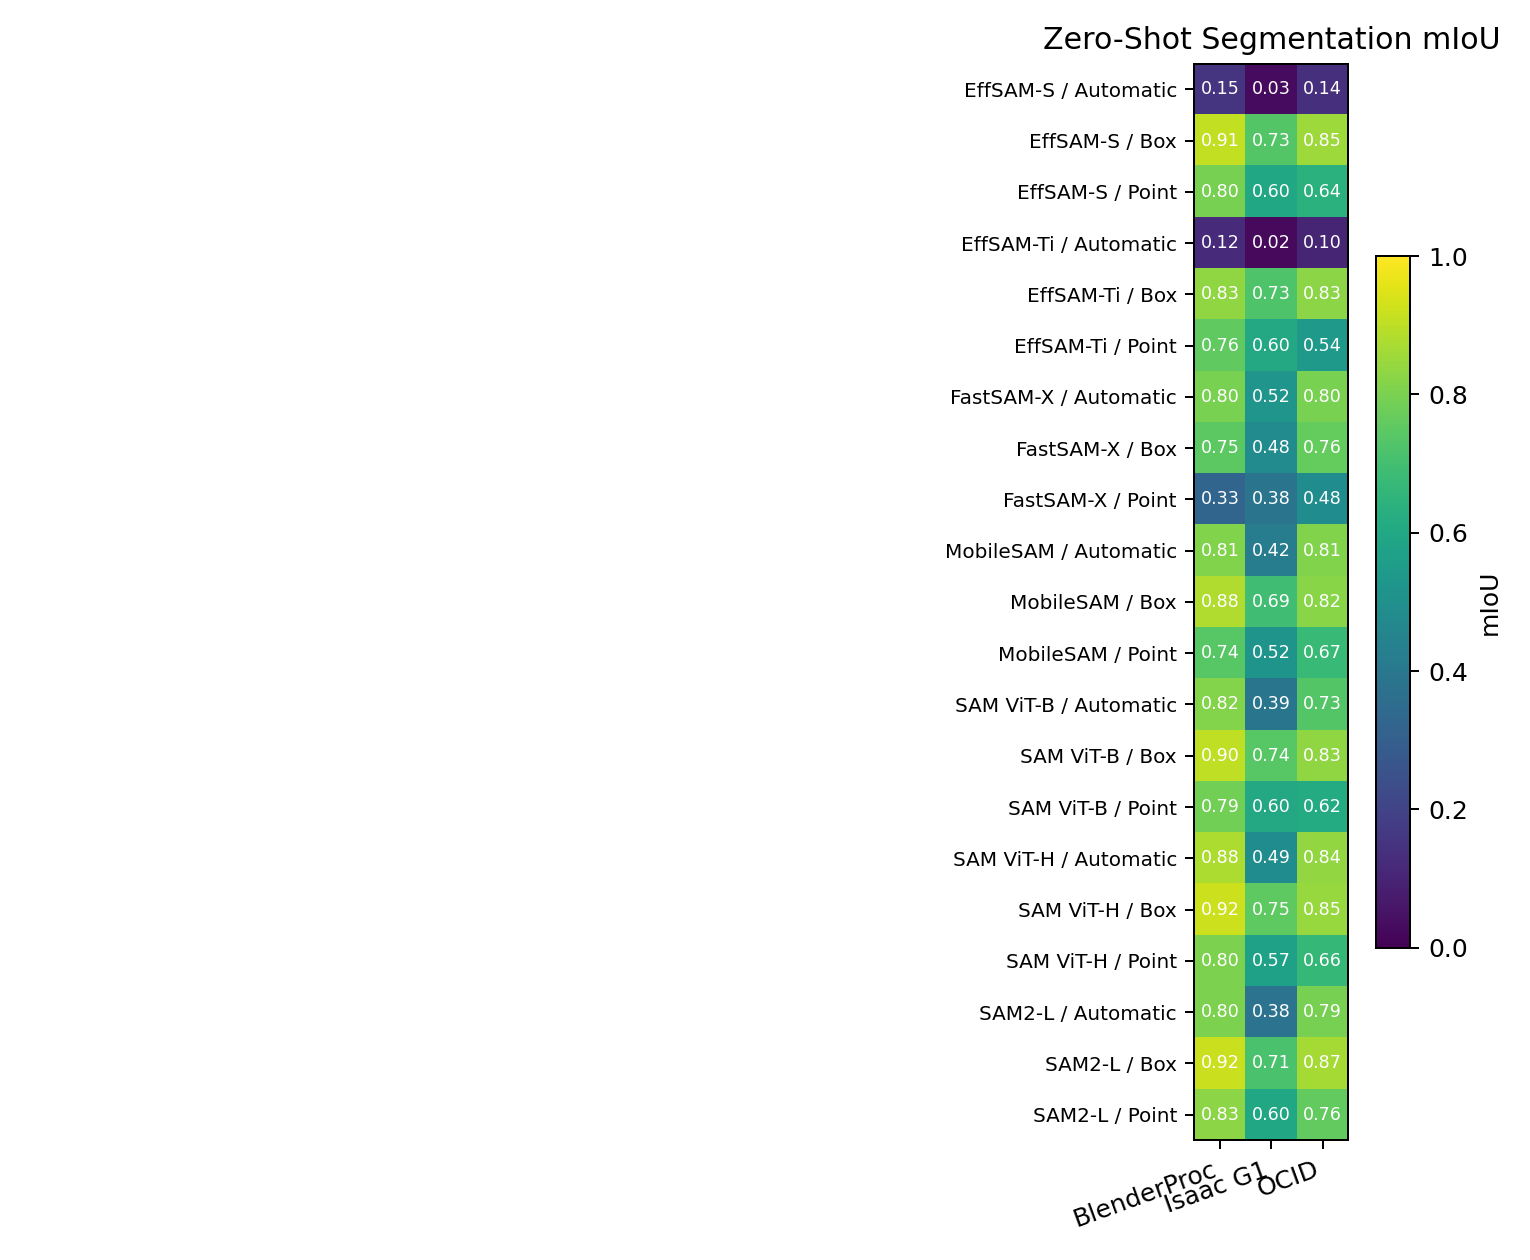 Zero-Shot Segmentation mIoU
EffSAM-S / Automatic 0.15 0.03 0.14
EffSAM-S / Box 0.91 0.73 0.85
EffSAM-S / Point 0.80 0.60 0.64
EffSAM-Ti / Automatic 0.12 0.02 0.10
EffSAM-Ti / Box 0.83 0.73 0.83
EffSAM-Ti / Point 0.76 0.60 0.54
FastSAM-X / Automatic 0.80 0.52 0.80
FastSAM-X / Box 0.75 0.48 0.76
FastSAM-X / Point 0.33 0.38 0.48
MobileSAM / Automatic 0.81 0.42 0.81
MobileSAM / Box 0.88 0.69 0.82
MobileSAM / Point 0.74 0.52 0.67
SAM ViT-B / Automatic 0.82 0.39 0.73
SAM ViT-B / Box 0.90 0.74 0.83
SAM ViT-B / Point 0.79 0.60 0.62
SAM ViT-H / Automatic 0.88 0.49 0.84
SAM ViT-H / Box 0.92 0.75 0.85
SAM ViT-H / Point 0.80 0.57 0.66
SAM2-L / Automatic 0.80 0.38 0.79
SAM2-L / Box 0.92 0.71 0.87
SAM2-L / Point 0.83 0.60 0.76
BlenderProc
Isaac G1
OCID
1.0
0.8
0.6
0.4
0.2
0.0
mIoU